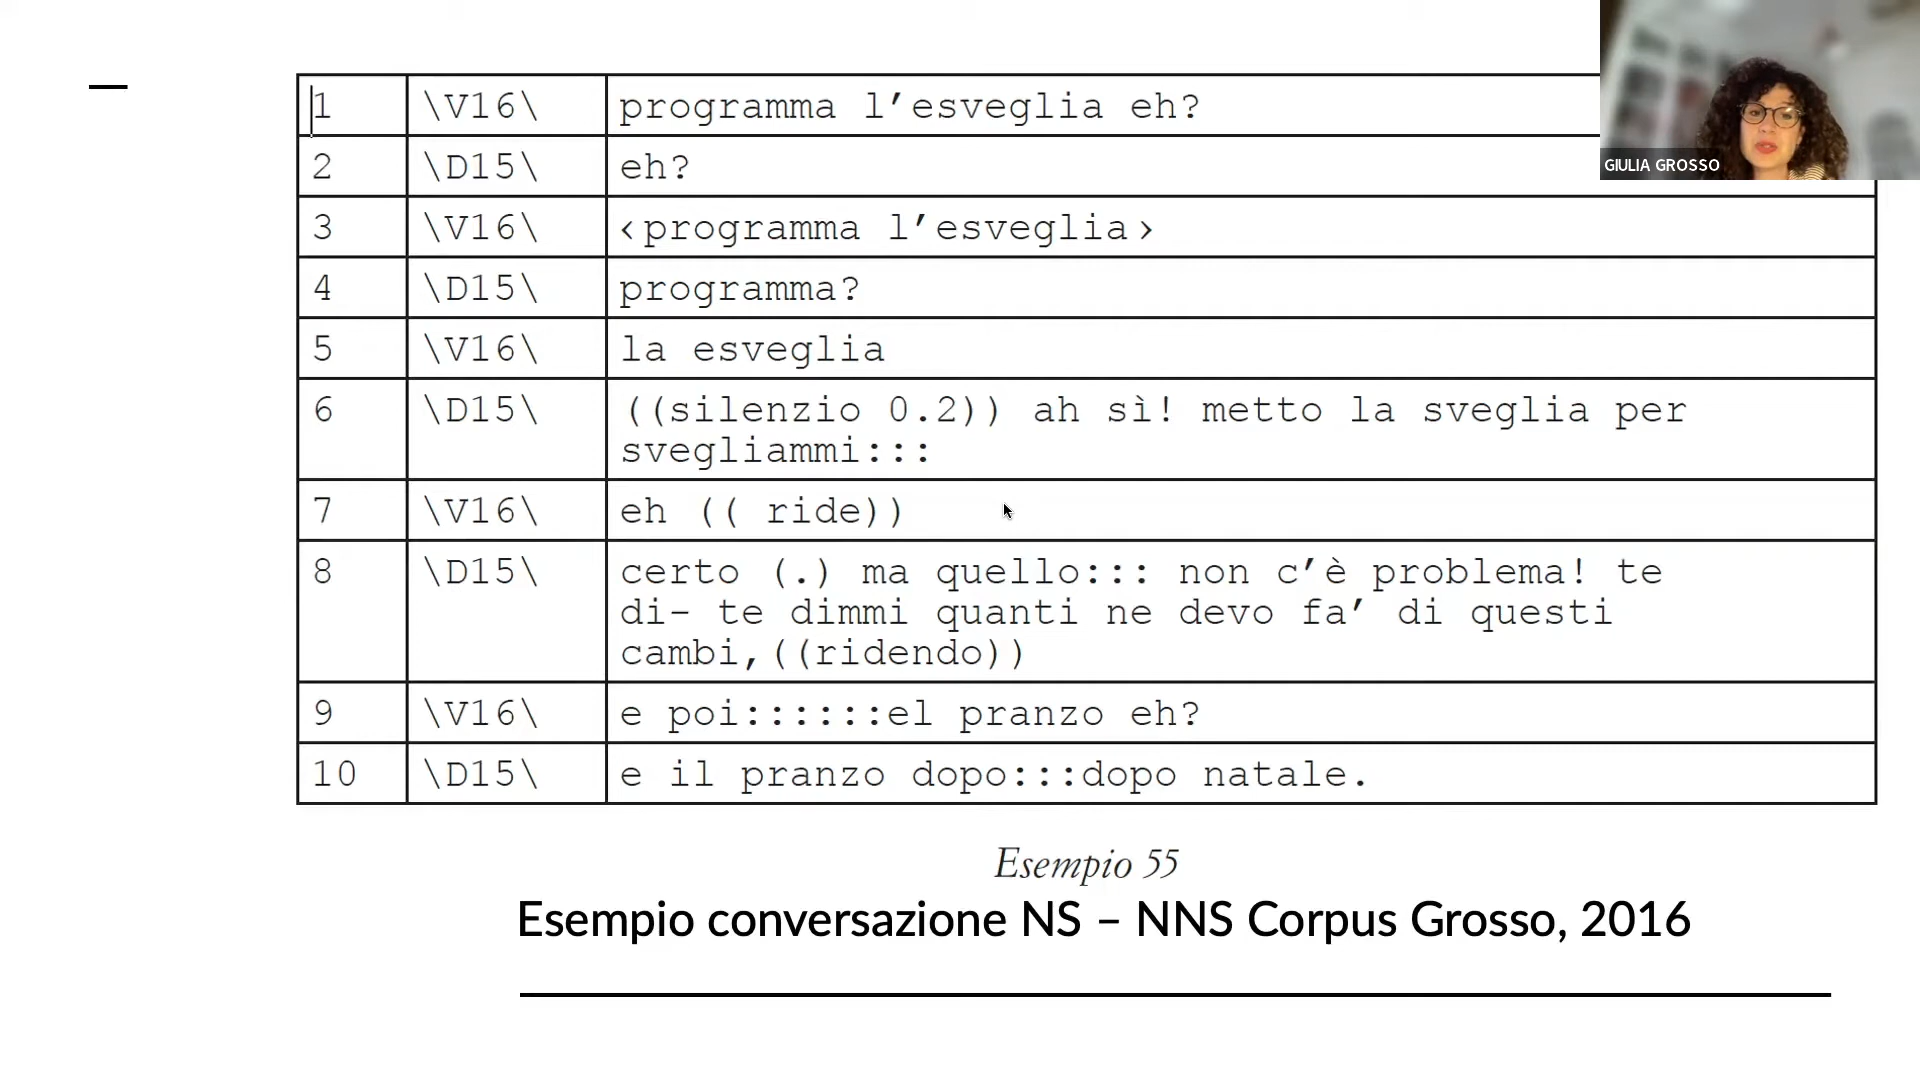 1 \V16\ programma l’esveglia eh?
2 \D15\ eh?
3 \V16\ ‹programma l’esveglia›
4 \D15\ programma?
5 \V16\ la esveglia
6 \D15\ ((silenzio 0.2)) ah sì! metto la sveglia per
svegliammi:::
7 \V16\ eh (( ride))
8 \D15\ certo (.) ma quello::: non c’è problema! te
di- te dimmi quanti ne devo fa’ di questi
cambi,((ridendo))
9 \V16\ e poi::::::el pranzo eh?
10 \D15\ e il pranzo dopo:::dopo natale.
Esempio 55
Esempio conversazione NS – NNS Corpus Grosso, 2016
GIULIA GROSSO